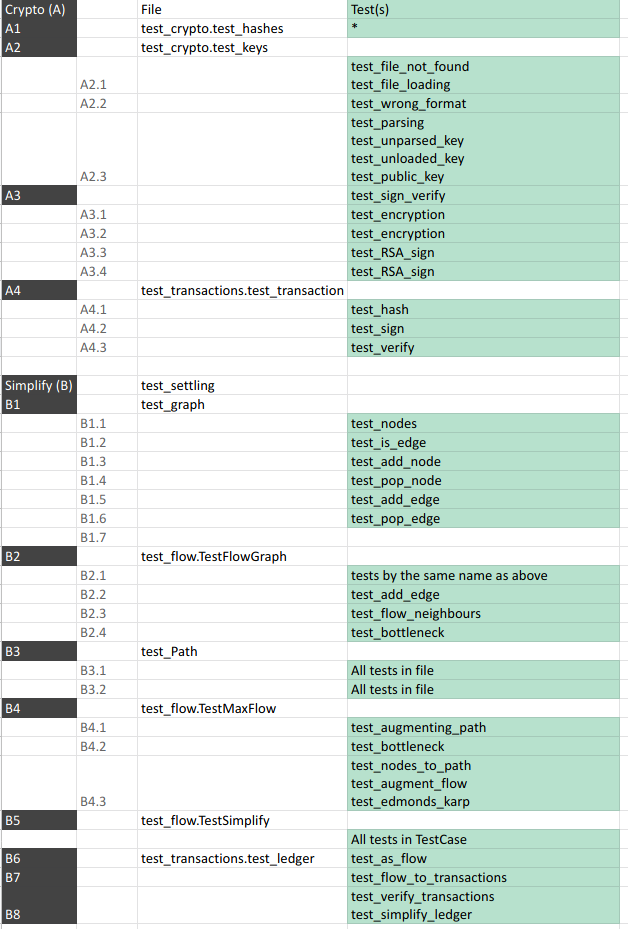 Crypto (A) File Test(s)
A1 test_crypto.test_hashes *
A2 test_crypto.test_keys
test_file_not_found
A2.1 test_file_loading
A2.2 test_wrong_format
test_parsing
test_unparsed_key
test_unloaded_key
A2.3 test_public_key
A3 test_sign_verify
A3.1 test_encryption
A3.2 test_encryption
A3.3 test_RSA_sign
A3.4 test_RSA_sign
A4 test_transactions.test_transaction
A4.1 test_hash
A4.2 test_sign
A4.3 test_verify
Simplify (B) test_settling
B1 test_graph
B1.1 test_nodes
B1.2 test_is_edge
B1.3 test_add_node
B1.4 test_pop_node
B1.5 test_add_edge
B1.6 test_pop_edge
B1.7
B2 test_flow.TestFlowGraph
B2.1 tests by the same name as above
B2.2 test_add_edge
B2.3 test_flow_neighbours
B2.4 test_bottleneck
B3 test_Path
B3.1 All tests in file
B3.2 All tests in file
B4 test_flow.TestMaxFlow
B4.1 test_augmenting_path
B4.2 test_bottleneck
test_nodes_to_path
test_augment_flow
B4.3 test_edmonds_karp
B5 test_flow.TestSimplify
All tests in TestCase
B6 test_transactions.test_ledger test_as_flow
B7 test_flow_to_transactions
test_verify_transactions
B8 test_simplify_ledger